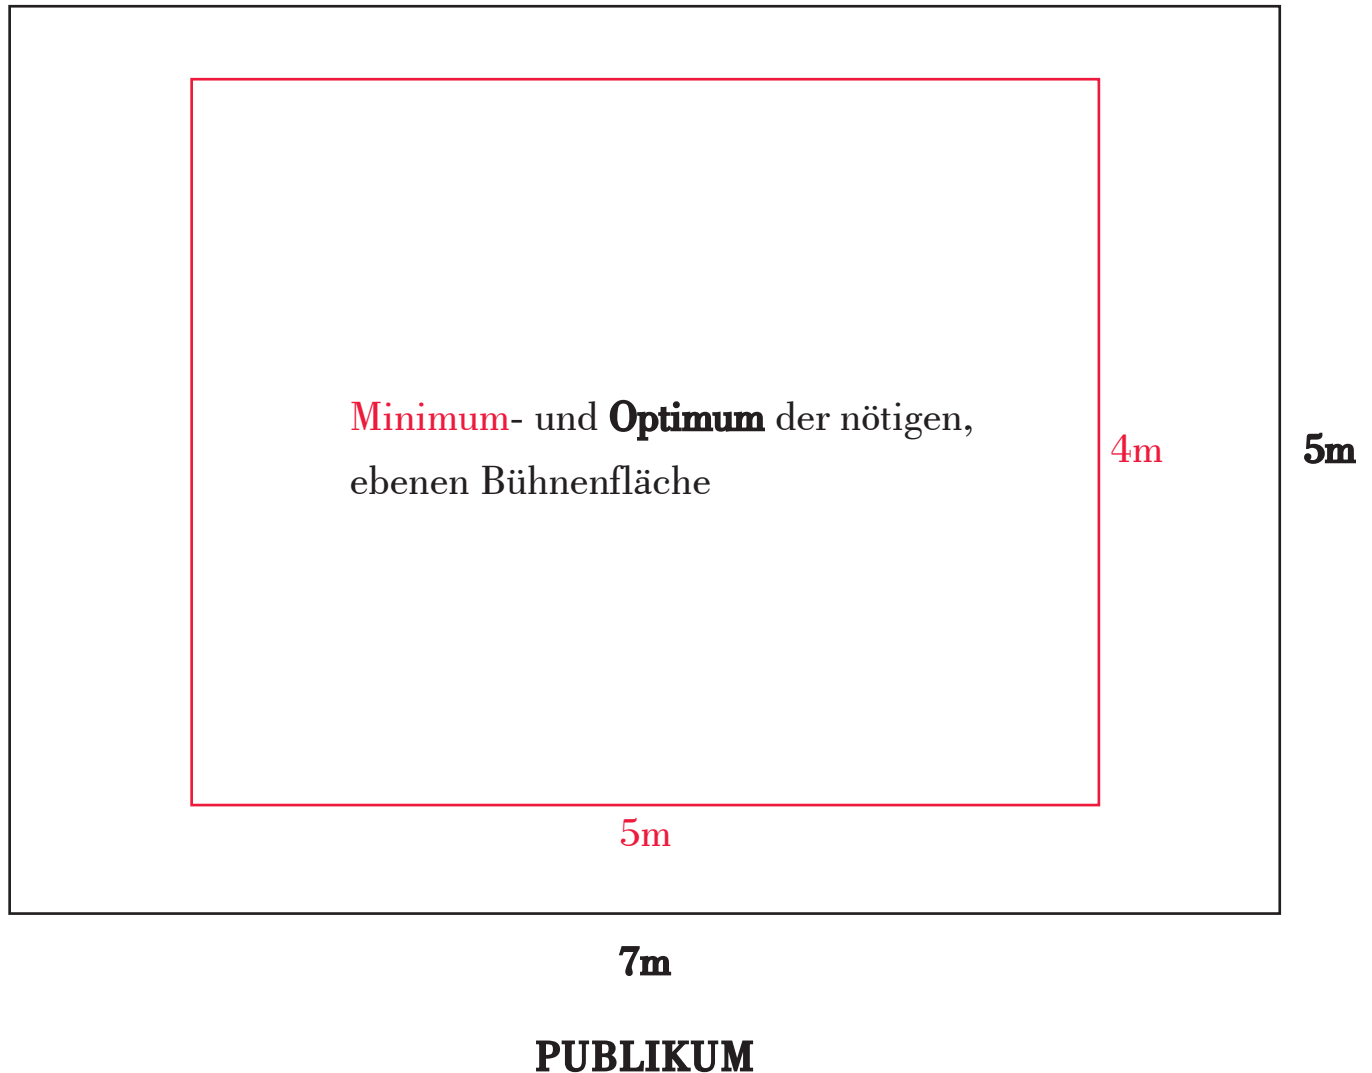 Minimum- und Optimum der nötigen,
ebenen Bühnenfläche
4m
5m
5m
7m
PUBLIKUM